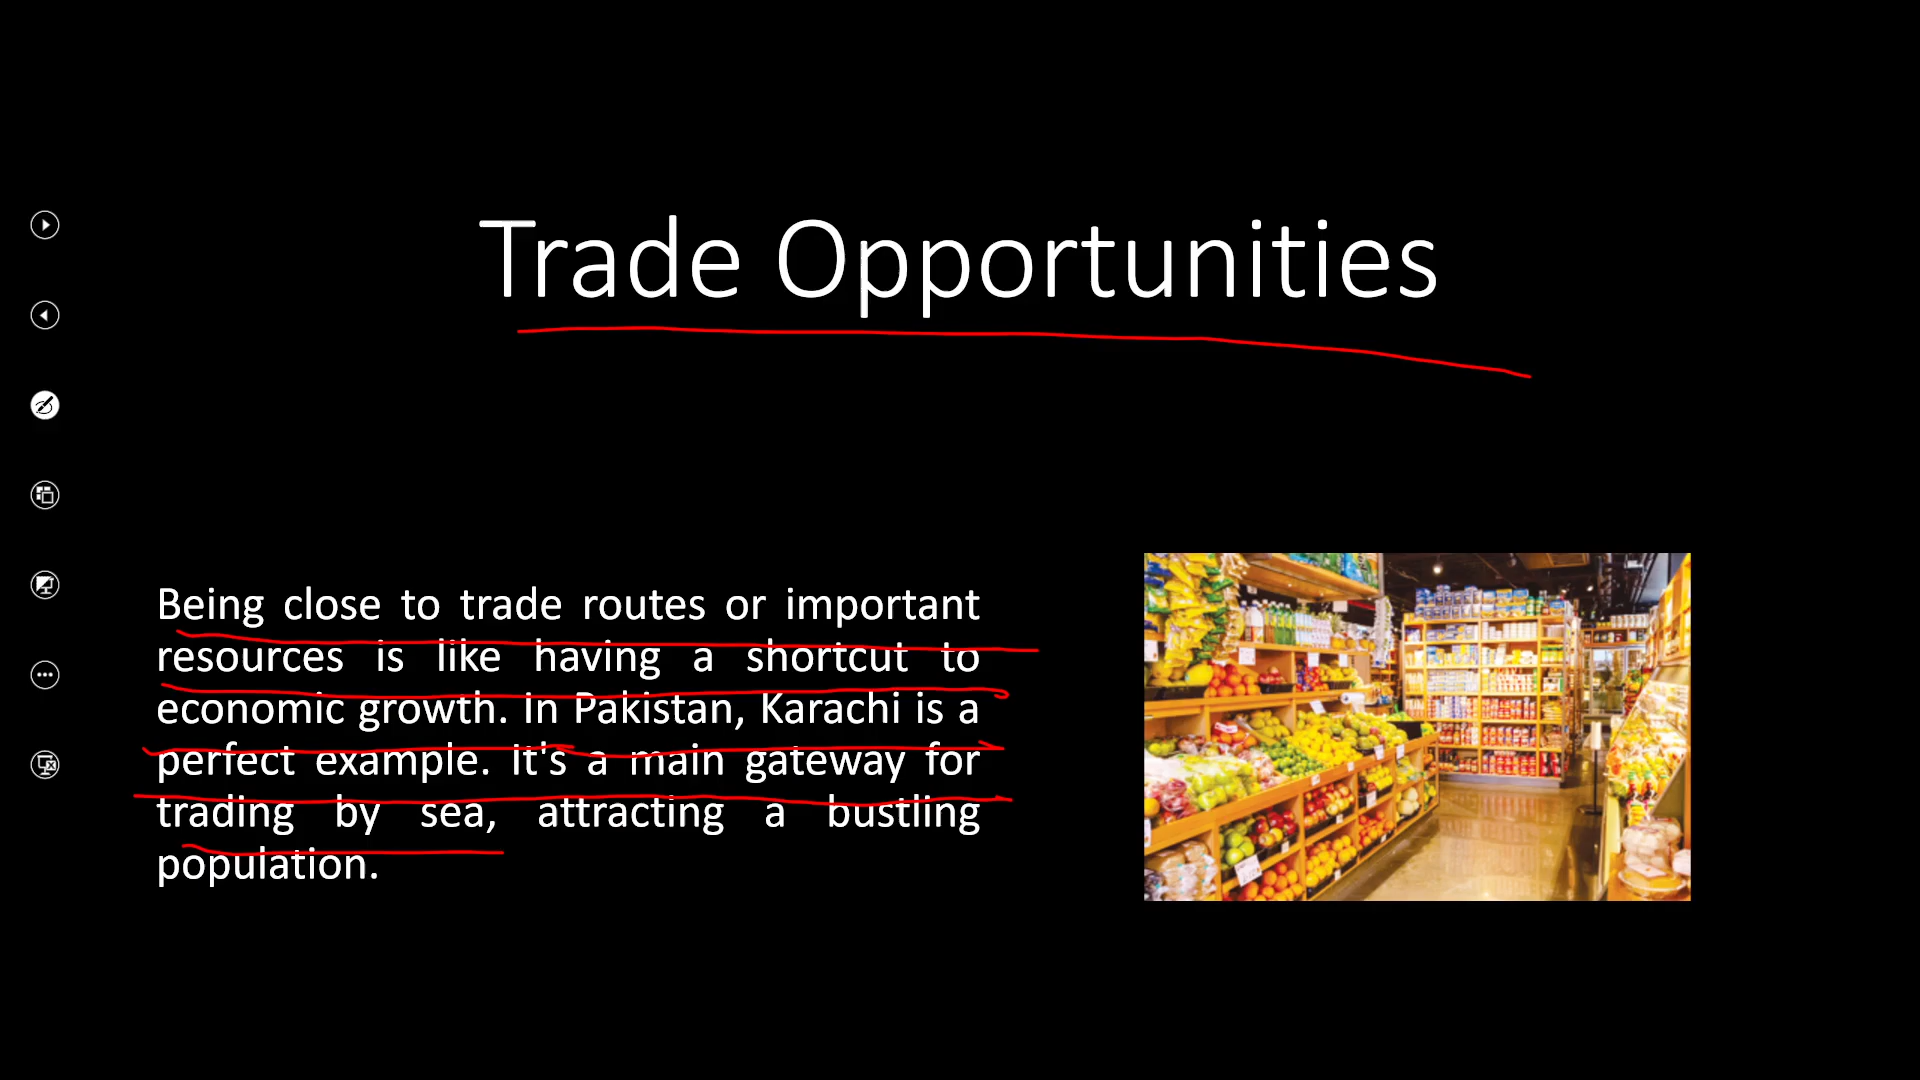 Trade Opportunities
Being close to trade routes or important
resources is like having a shortcut to
economic growth. In Pakistan, Karachi is a
perfect example. It's a main gateway for
trading by sea, attracting a bustling
population.